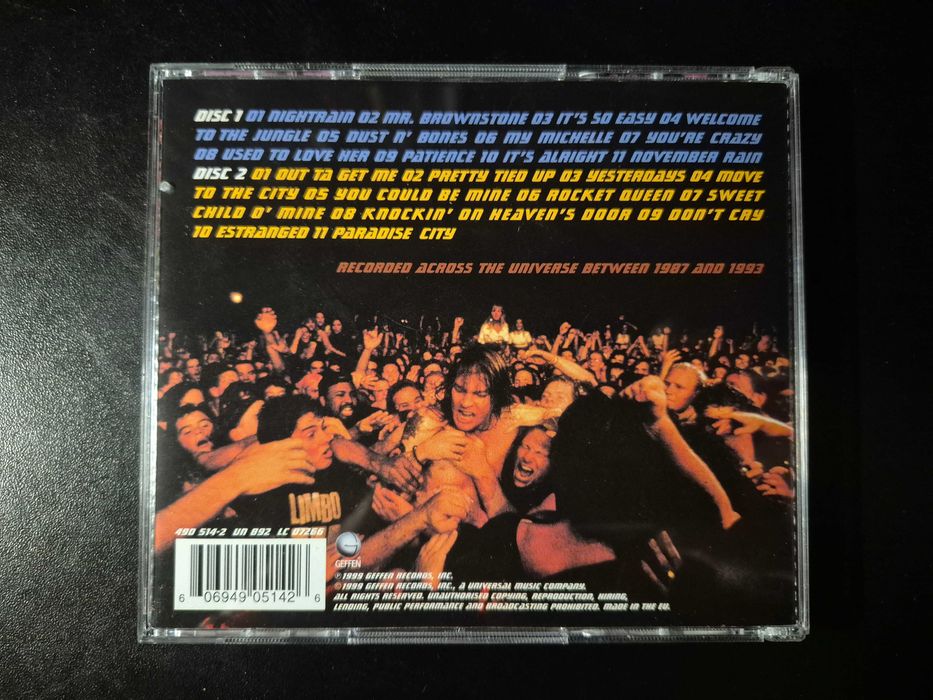 DISC 1 01 NIGHTRAIN 02 MR. BROWNSTONE 03 IT'S SO EASY 04 WELCOME
TO THE JUNGLE 05 DUST N' BONES 06 MY MICHELLE 07 YOU'RE CRAZY
08 USED TO LOVE HER 09 PATIENCE 10 IT'S ALRIGHT 11 NOVEMBER RAIN
DISC 2 01 OUT TA GET ME 02 PRETTY TIED UP 03 YESTERDAYS 04 MOVE
TO THE CITY 05 YOU COULD BE MINE 06 ROCKET QUEEN 07 SWEET
CHILD O' MINE 08 KNOCKIN' ON HEAVEN'S DOOR 09 DON'T CRY
10 ESTRANGED 11 PARADISE CITY
RECORDED ACROSS THE UNIVERSE BETWEEN 1987 AND 1993
LIMBO
490 514-2 UN 892 LC 07266
6 06949 05142 6
GEFFEN
℗1999 GEFFEN RECORDS, INC.
©1999 GEFFEN RECORDS, INC., A UNIVERSAL MUSIC COMPANY.
ALL RIGHTS RESERVED. UNAUTHORISED COPYING, REPRODUCTION, HIRING,
LENDING, PUBLIC PERFORMANCE AND BROADCASTING PROHIBITED. MADE IN THE EU.